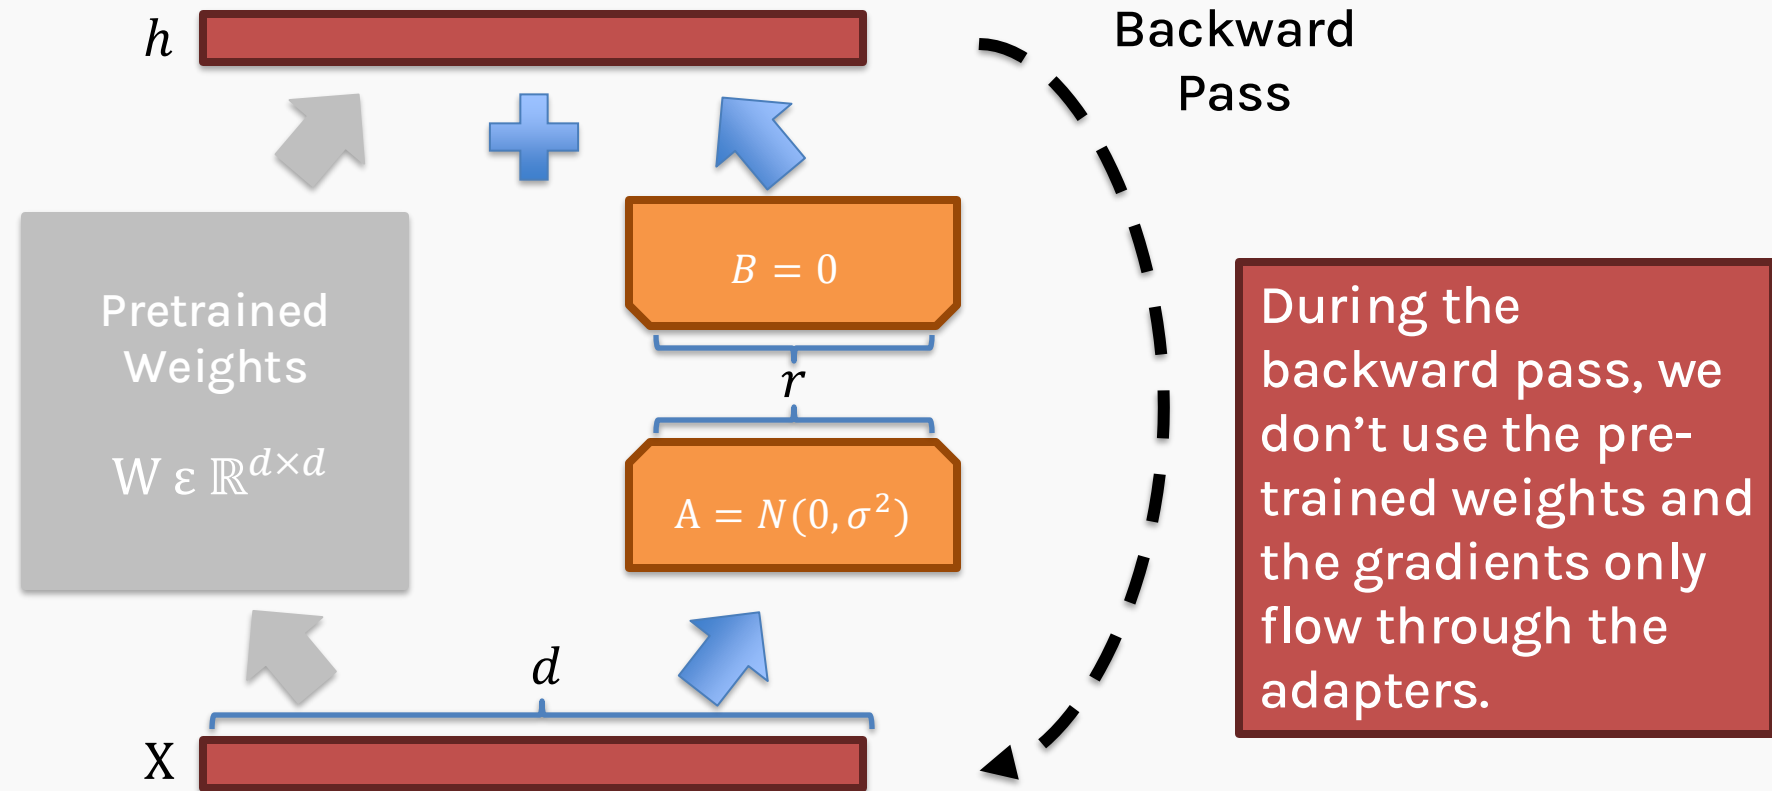 h
Backward
Pass
Pretrained
Weights
W ε ℝ^{d×d}
B = 0
r
A = N(0, σ²)
d
X
During the
backward pass, we
don’t use the pre-
trained weights and
the gradients only
flow through the
adapters.